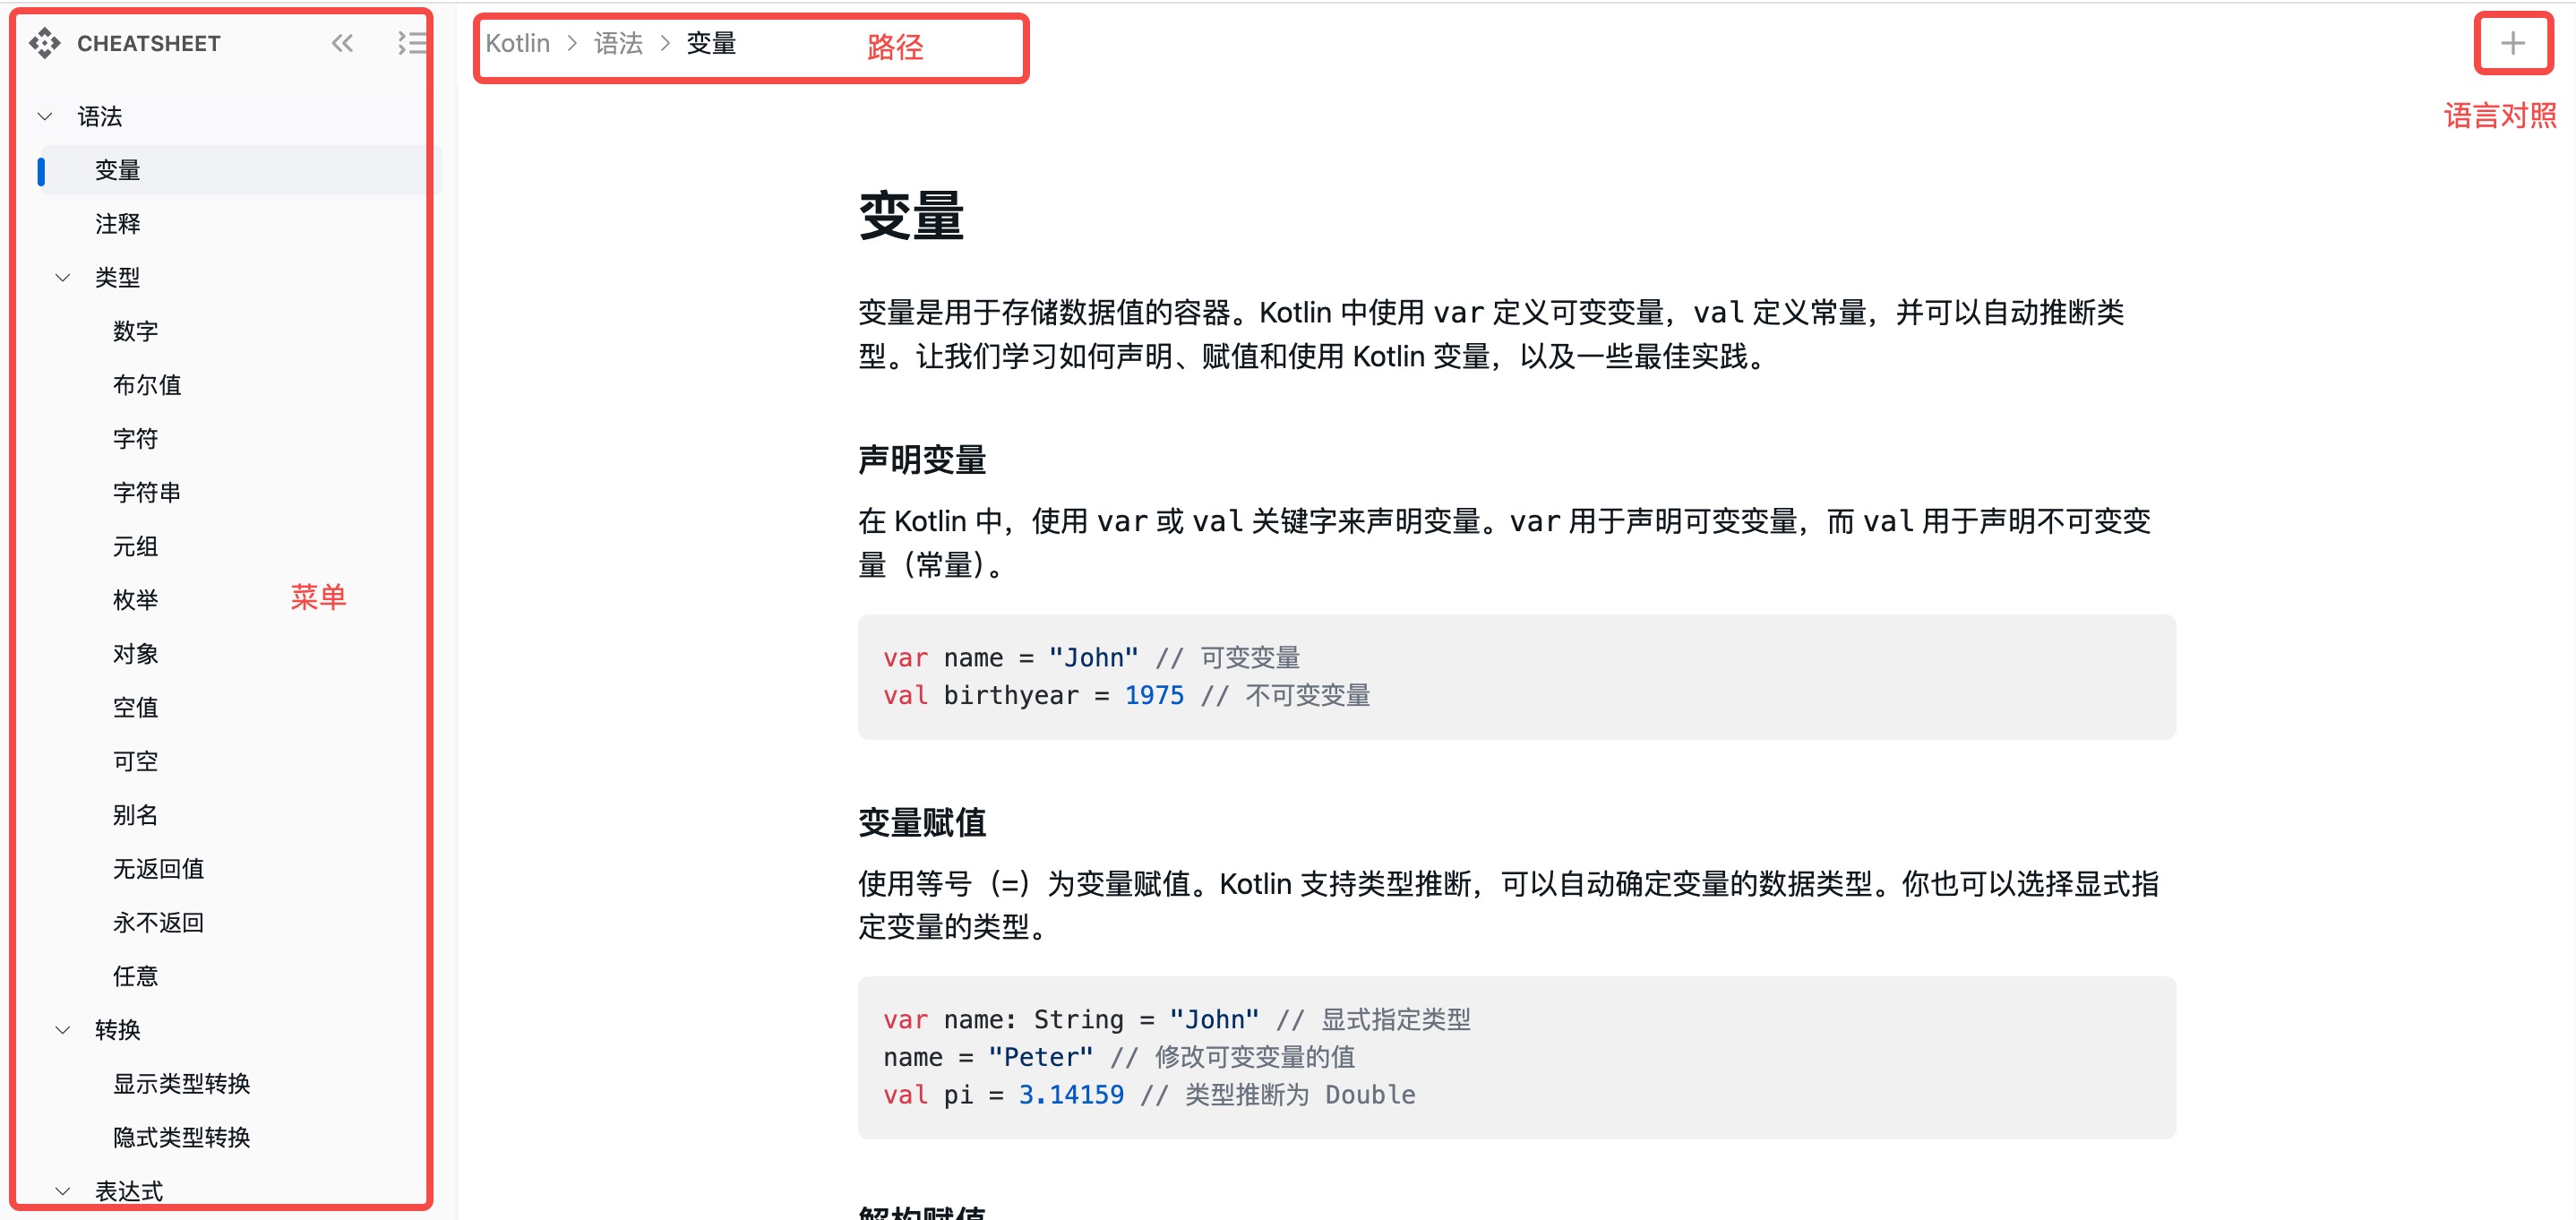 CHEATSHEET
语法
变量
注释
类型
数字
布尔值
字符
字符串
元组
枚举
菜单
对象
空值
可空
别名
无返回值
永不返回
任意
转换
显示类型转换
隐式类型转换
表达式
Kotlin > 语法 > 变量
路径
语言对照
变量
变量是用于存储数据值的容器。Kotlin 中使用 var 定义可变变量，val 定义常量，并可以自动推断类
型。让我们学习如何声明、赋值和使用 Kotlin 变量，以及一些最佳实践。
声明变量
在 Kotlin 中，使用 var 或 val 关键字来声明变量。var 用于声明可变变量，而 val 用于声明不可变变
量（常量）。
var name = "John" // 可变变量
val birthyear = 1975 // 不可变变量
变量赋值
使用等号（=）为变量赋值。Kotlin 支持类型推断，可以自动确定变量的数据类型。你也可以选择显式指
定变量的类型。
var name: String = "John" // 显式指定类型
name = "Peter" // 修改可变变量的值
val pi = 3.14159 // 类型推断为 Double
解构赋值